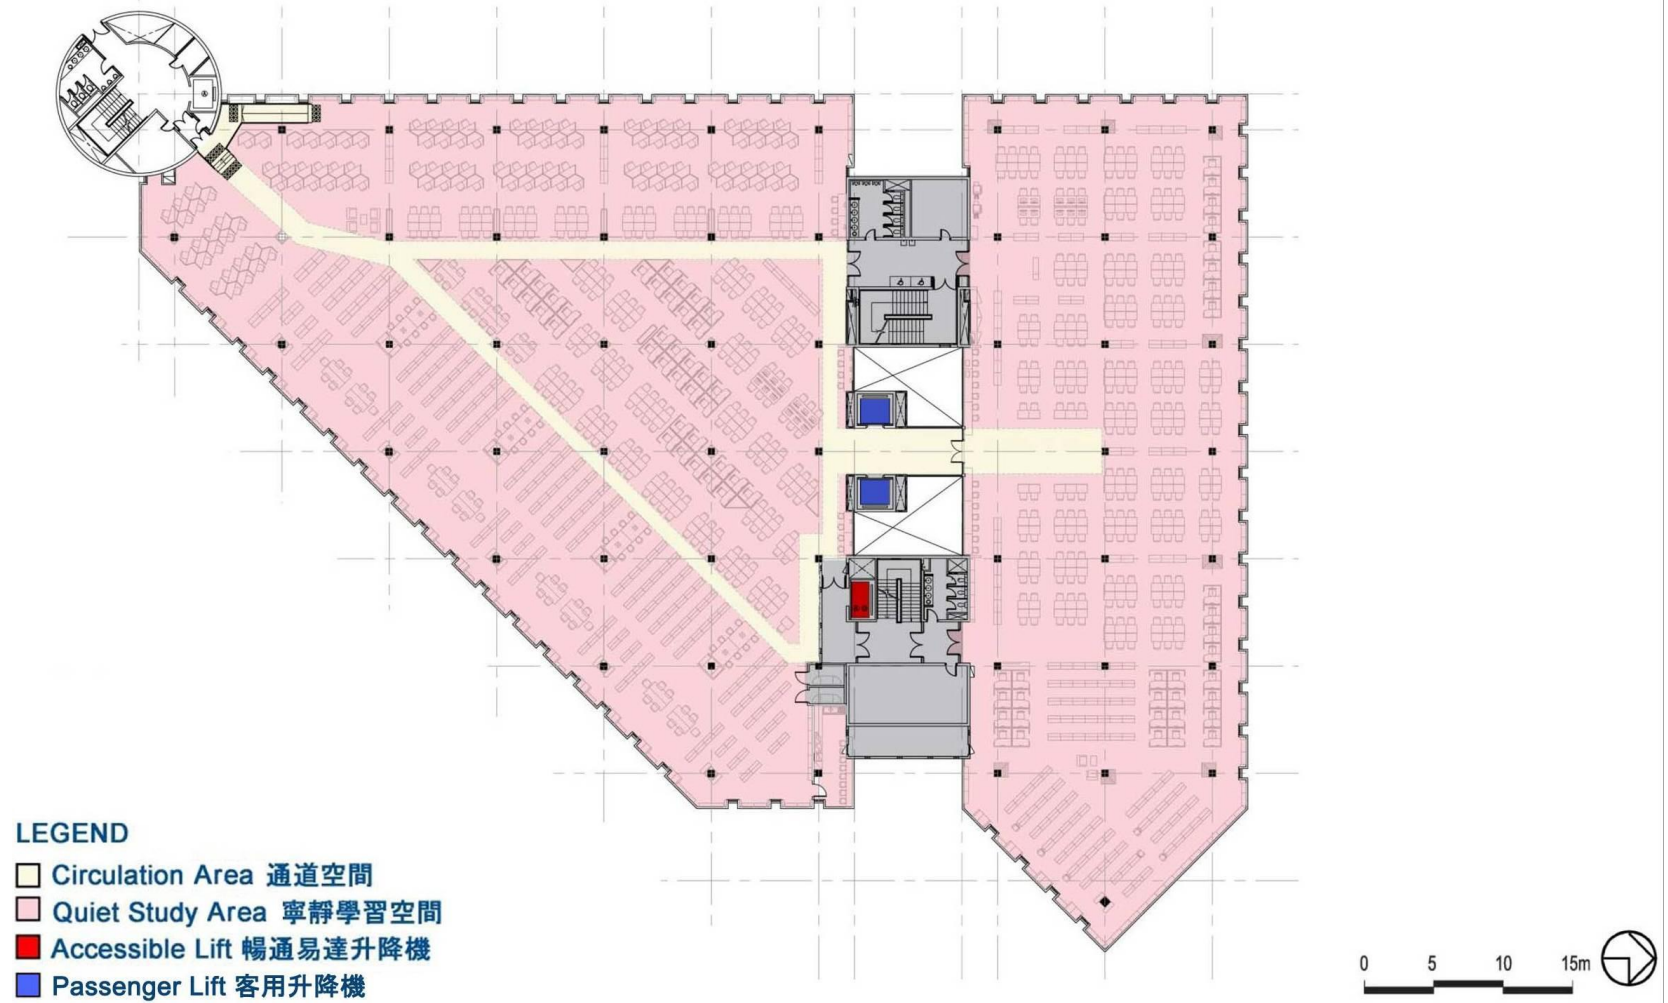 LEGEND
Circulation Area 通道空間
Quiet Study Area 寧靜學習空間
Accessible Lift 暢通易達升降機
Passenger Lift 客用升降機
0 5 10 15m